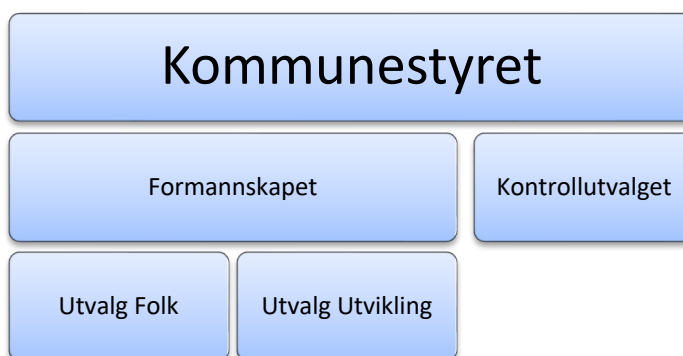 Kommunestyret
Formannskapet
Kontrollutvalget
Utvalg Folk
Utvalg Utvikling